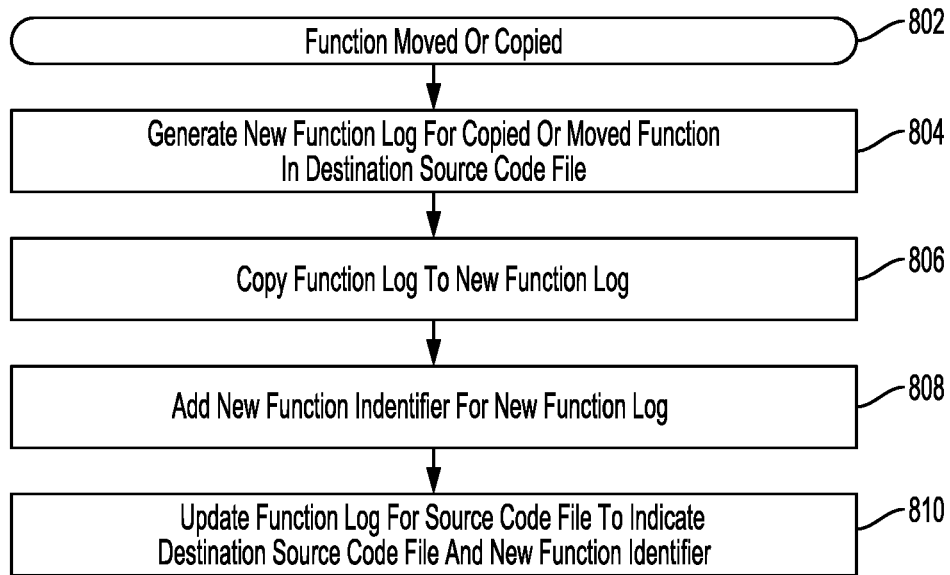 Function Moved Or Copied
802
Generate New Function Log For Copied Or Moved Function
In Destination Source Code File
804
Copy Function Log To New Function Log
806
Add New Function Indentifier For New Function Log
808
Update Function Log For Source Code File To Indicate
Destination Source Code File And New Function Identifier
810